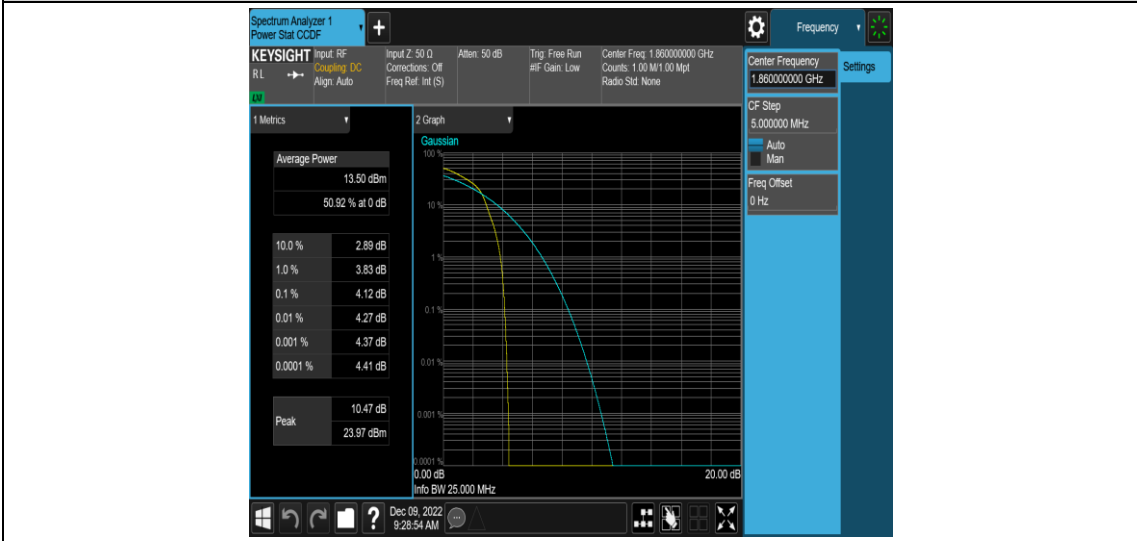 Spectrum Analyzer 1
Power Stat CCDF
+
Frequency
KEYSIGHT
RL
LXI
Input: RF
Coupling: DC
Align: Auto
Input Z: 50 Ω
Corrections: Off
Freq Ref: Int (S)
Atten: 50 dB
Trig: Free Run
#IF Gain: Low
Center Freq: 1.860000000 GHz
Counts: 1.00 M/1.00 Mpt
Radio Std: None
Center Frequency
1.860000000 GHz
Settings
CF Step
5.000000 MHz
Auto
Man
Freq Offset
0 Hz
1 Metrics
Average Power
13.50 dBm
50.92 % at 0 dB
10.0 % 2.89 dB
1.0 % 3.83 dB
0.1 % 4.12 dB
0.01 % 4.27 dB
0.001 % 4.37 dB
0.0001 % 4.41 dB
Peak
10.47 dB
23.97 dBm
2 Graph
Gaussian
100 %
10 %
1 %
0.1 %
0.01 %
0.001 %
0.0001 %
0.00 dB
20.00 dB
Info BW 25.000 MHz
?
Dec 09, 2022
9:28:54 AM